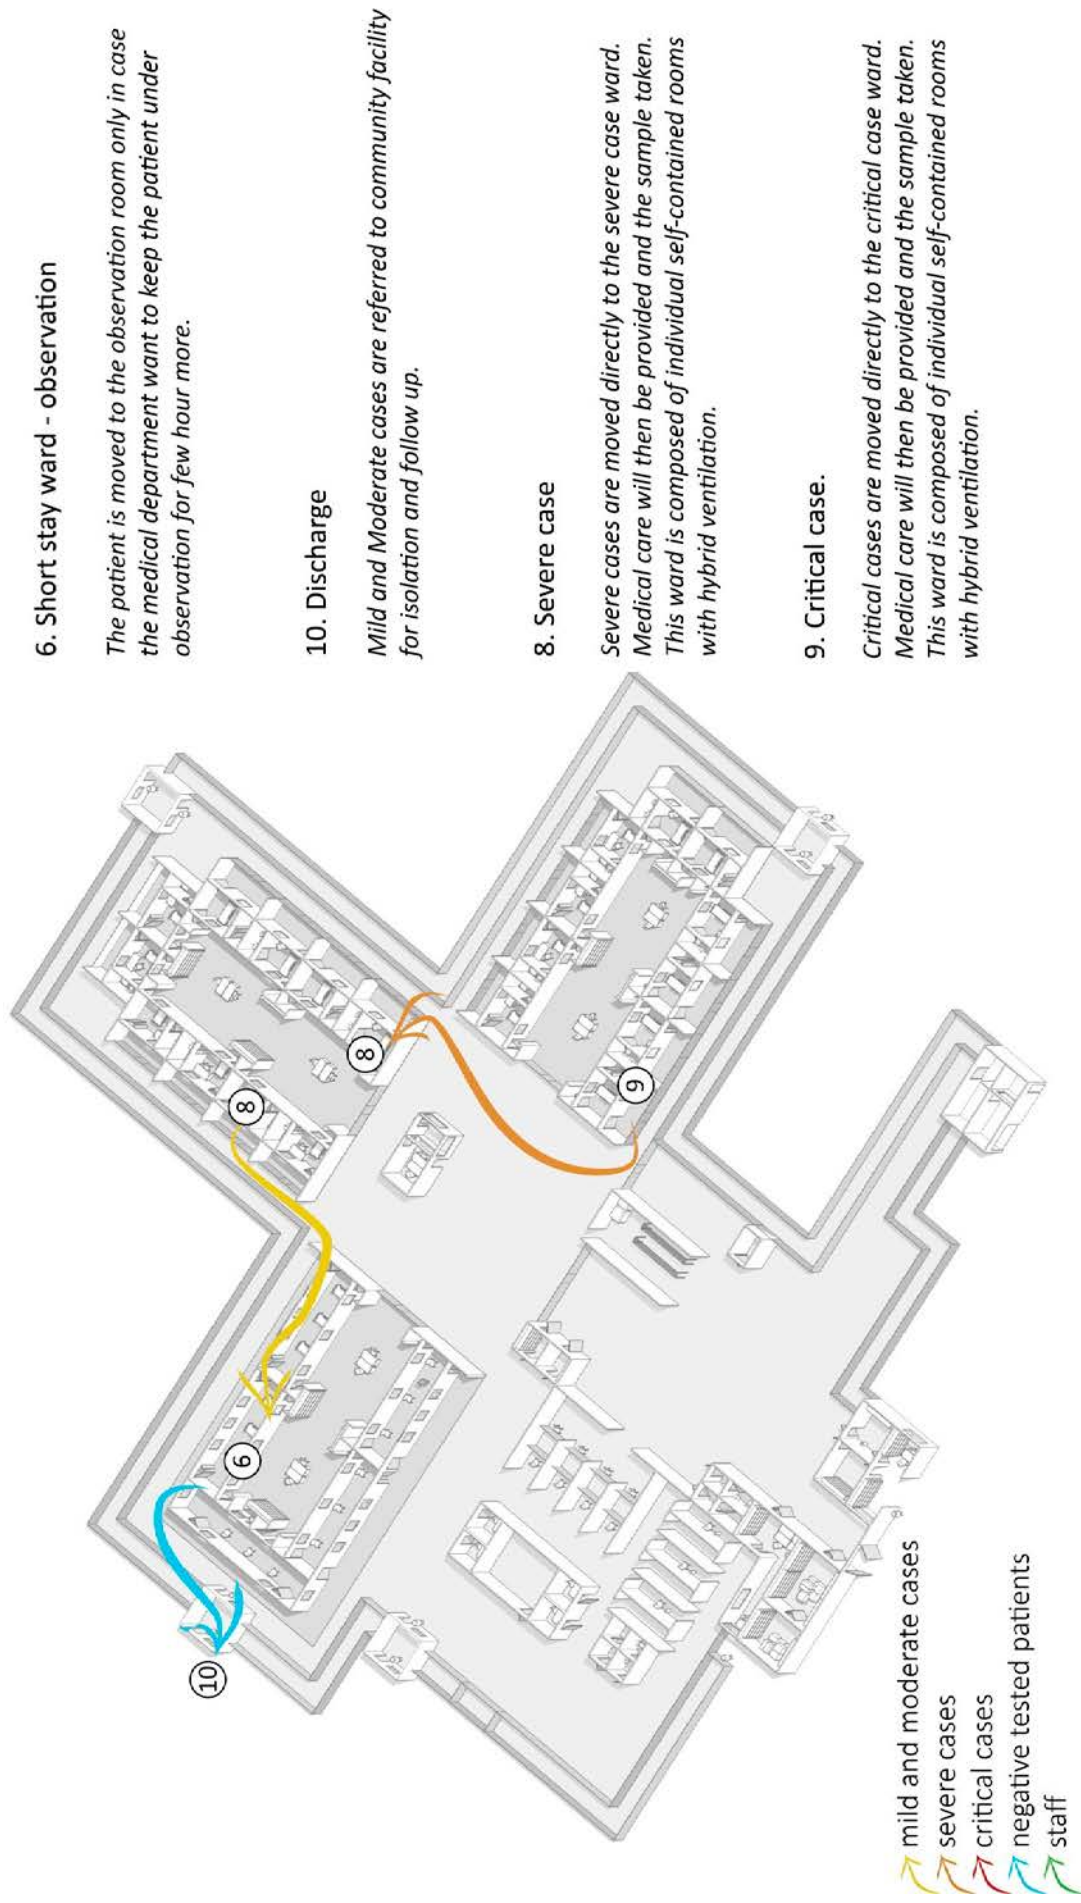 6. Short stay ward - observation
The patient is moved to the observation room only in case
the medical department want to keep the patient under
observation for few hour more.
10. Discharge
Mild and Moderate cases are referred to community facility
for isolation and follow up.
8. Severe case
Severe cases are moved directly to the severe case ward.
Medical care will then be provided and the sample taken.
This ward is composed of individual self-contained rooms
with hybrid ventilation.
9. Critical case.
Critical cases are moved directly to the critical case ward.
Medical care will then be provided and the sample taken.
This ward is composed of individual self-contained rooms
with hybrid ventilation.
10
6
8
8
9
mild and moderate cases
severe cases
critical cases
negative tested patients
staff